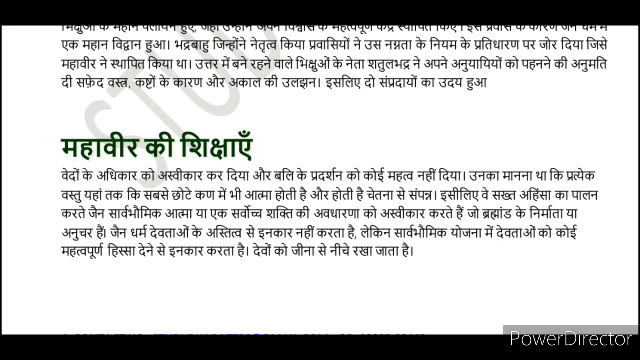 एक महान विद्वान हुआ। भद्रबाहु जिन्होंने नेतृत्व किया प्रवासियों ने उस नग्नता के नियम के प्रतिधारण पर जोर दिया जिसे
महावीर ने स्थापित किया था। उत्तर में बने रहने वाले भिक्षुओं के नेता शतुलभद्र ने अपने अनुयायियों को पहनने की अनुमति
दी सफ़ेद वस्त्र, कष्टों के कारण और अकाल की उलझन। इसलिए दो संप्रदायों का उदय हुआ
महावीर की शिक्षाएँ
वेदों के अधिकार को अस्वीकार कर दिया और बलि के प्रदर्शन को कोई महत्व नहीं दिया। उनका मानना था कि प्रत्येक
वस्तु यहां तक कि सबसे छोटे कण में भी आत्मा होती है और होती है चेतना से संपन्न। इसीलिए वे सख्त अहिंसा का पालन
करते जैन सार्वभौमिक आत्मा या एक सर्वोच्च शक्ति की अवधारणा को अस्वीकार करते हैं जो ब्रह्मांड के निर्माता या
अनुचर हैं। जैन धर्म देवताओं के अस्तित्व से इनकार नहीं करता है, लेकिन सार्वभौमिक योजना में देवताओं को कोई
महत्वपूर्ण हिस्सा देने से इनकार करता है। देवों को जीना से नीचे रखा जाता है।
PowerDirector